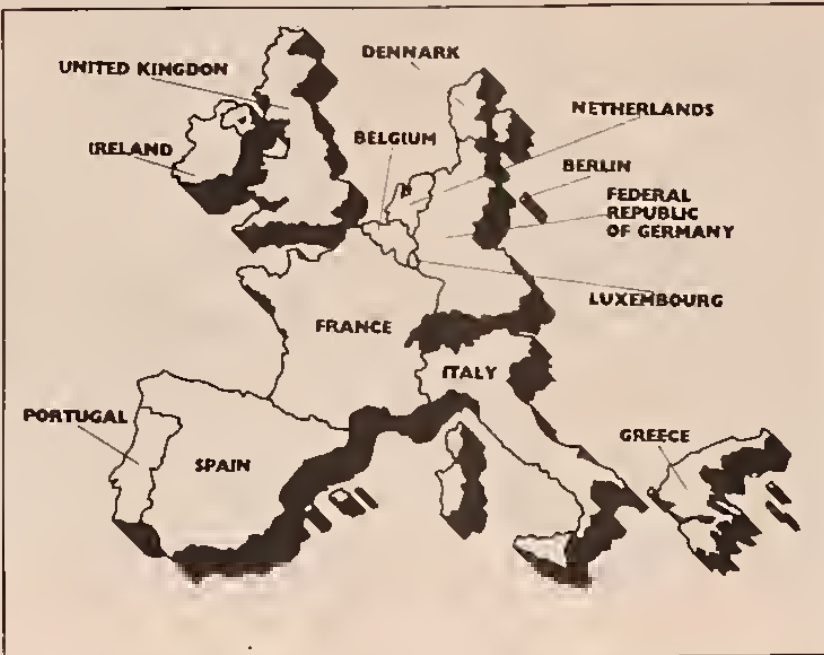 DENNARK
UNITED KINGDON
NETHERLANDS
BELGIUM
IRELAND
BERLIN
FEDERAL
REPUBLIC
OF GERMANY
LUXEMBOURG
FRANCE
ITALY
PORTUGAL
GREECE
SPAIN